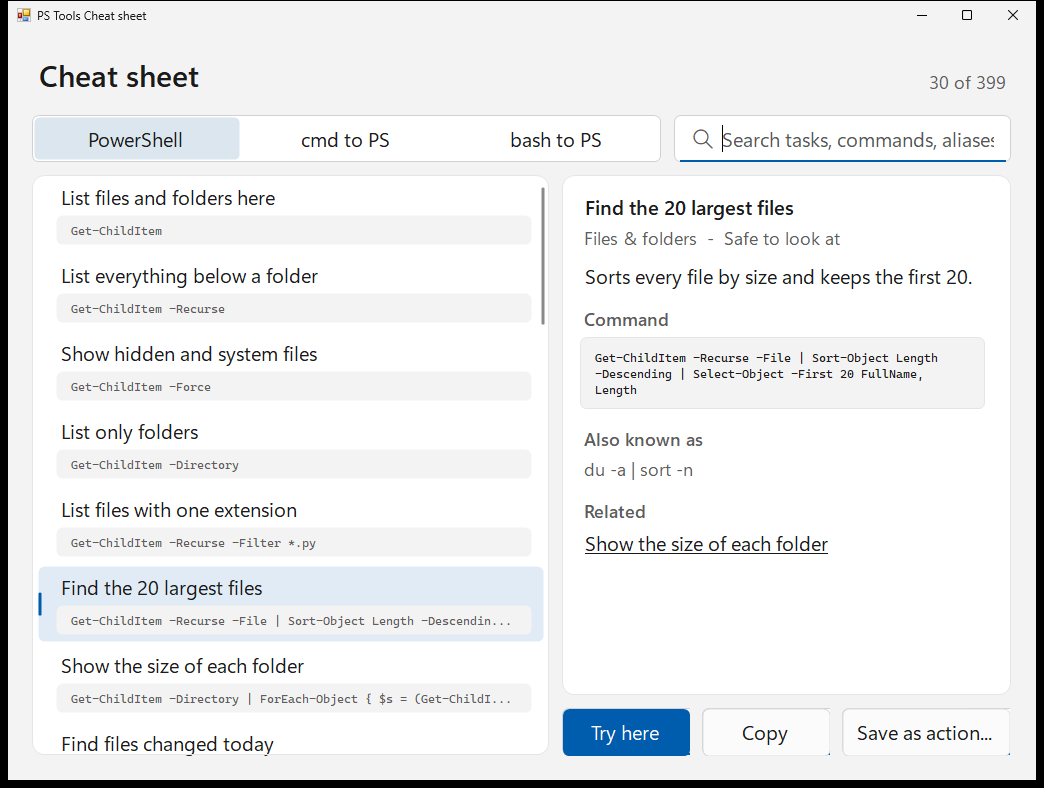 PS Tools Cheat sheet
Cheat sheet
30 of 399
PowerShell
cmd to PS
bash to PS
Search tasks, commands, aliases
List files and folders here
Get-ChildItem
List everything below a folder
Get-ChildItem -Recurse
Show hidden and system files
Get-ChildItem -Force
List only folders
Get-ChildItem -Directory
List files with one extension
Get-ChildItem -Recurse -Filter *.py
Find the 20 largest files
Get-ChildItem -Recurse -File | Sort-Object Length -Descendin...
Show the size of each folder
Get-ChildItem -Directory | ForEach-Object { $s = (Get-ChildI...
Find files changed today
Find the 20 largest files
Files & folders - Safe to look at
Sorts every file by size and keeps the first 20.
Command
Get-ChildItem -Recurse -File | Sort-Object Length
-Descending | Select-Object -First 20 FullName,
Length
Also known as
du -a | sort -n
Related
Show the size of each folder
Try here
Copy
Save as action...